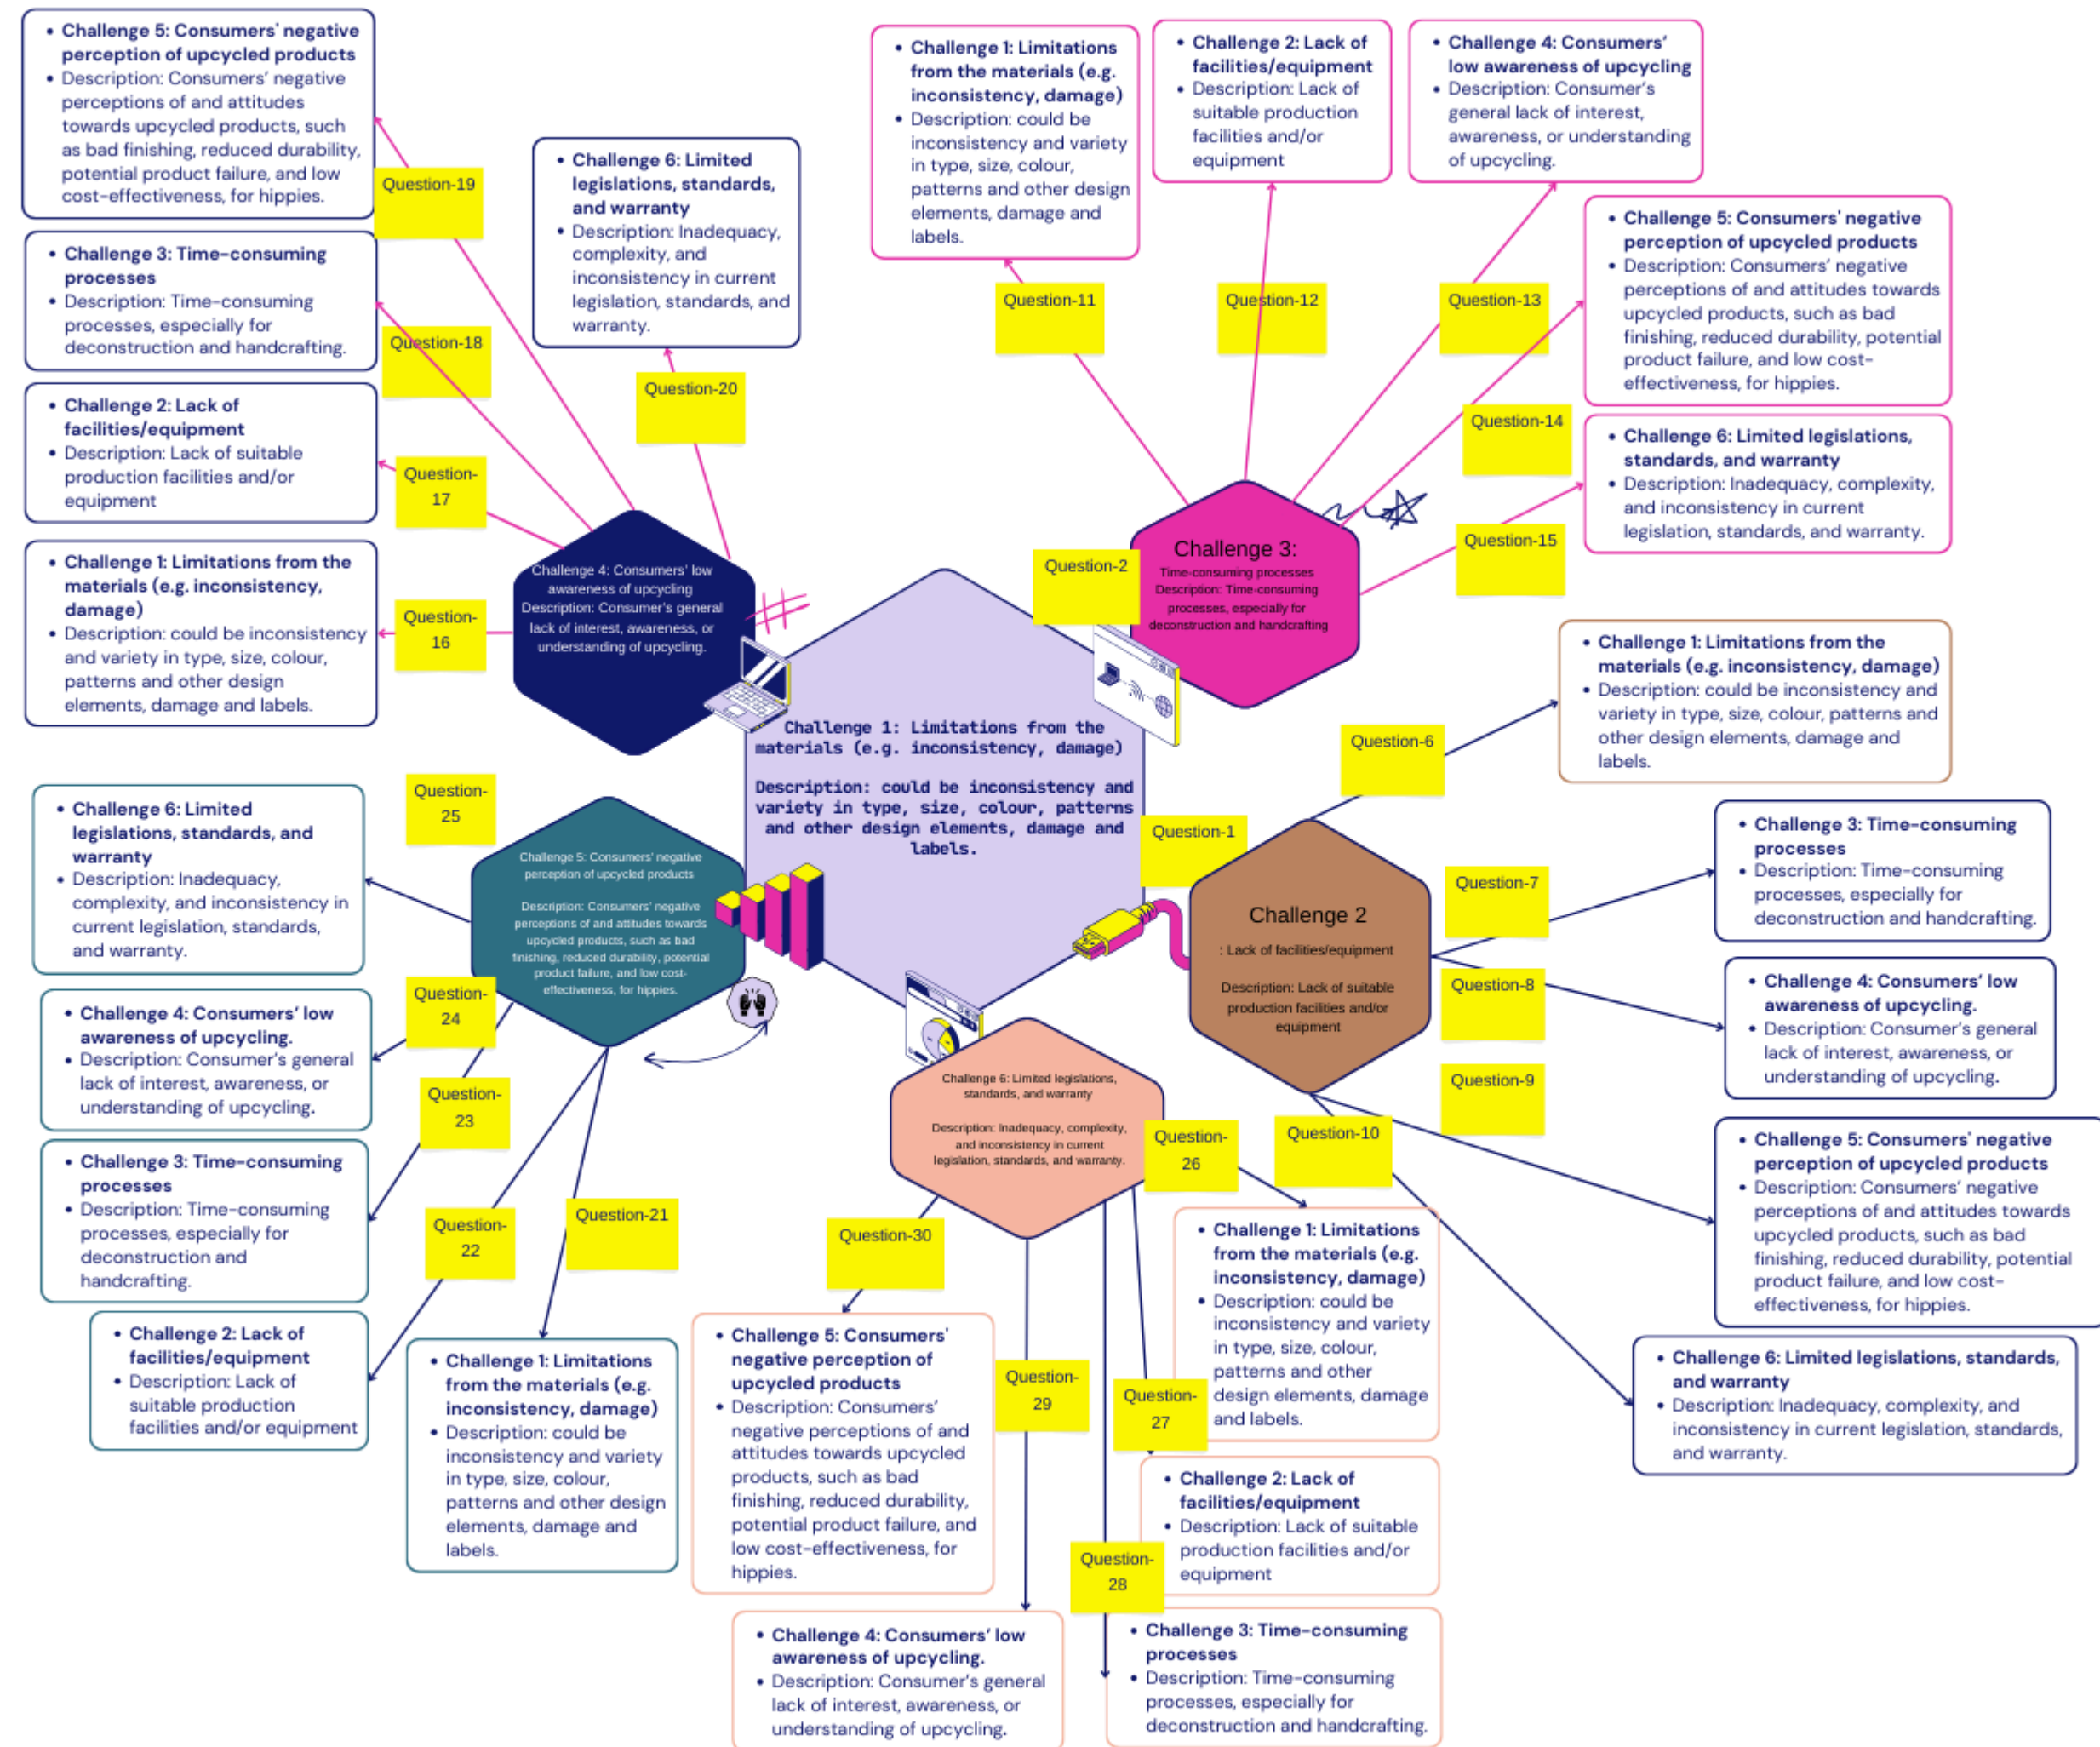 • Challenge 5: Consumers' negative
perception of upcycled products
• Description: Consumers' negative
perceptions of and attitudes
towards upcycled products, such
as bad finishing, reduced durability,
potential product failure, and low
cost-effectiveness, for hippies.
Question-19
• Challenge 3: Time-consuming
processes
• Description: Time-consuming
processes, especially for
deconstruction and handcrafting.
Question-18
• Challenge 2: Lack of
facilities/equipment
• Description: Lack of suitable
production facilities and/or
equipment
Question-
17
• Challenge 1: Limitations from the
materials (e.g. inconsistency,
damage)
• Description: could be inconsistency
and variety in type, size, colour,
patterns and other design
elements, damage and labels.
Question-
16
• Challenge 6: Limited
legislations, standards,
and warranty
• Description: Inadequacy,
complexity, and
inconsistency in current
legislation, standards, and
warranty.
Question-20
Challenge 4: Consumers' low
awareness of upcycling
Description: Consumer's general
lack of interest, awareness, or
understanding of upcycling.
• Challenge 1: Limitations
from the materials (e.g.
inconsistency, damage)
• Description: could be
inconsistency and variety
in type, size, colour,
patterns and other design
elements, damage and
labels.
Question-11
• Challenge 2: Lack of
facilities/equipment
• Description: Lack of
suitable production
facilities and/or
equipment
Question-12
• Challenge 4: Consumers'
low awareness of upcycling
• Description: Consumer's
general lack of interest,
awareness, or understanding
of upcycling.
Question-13
• Challenge 5: Consumers' negative
perception of upcycled products
• Description: Consumers' negative
perceptions of and attitudes towards
upcycled products, such as bad
finishing, reduced durability, potential
product failure, and low cost-
effectiveness, for hippies.
Question-14
• Challenge 6: Limited legislations,
standards, and warranty
• Description: Inadequacy, complexity,
and inconsistency in current
legislation, standards, and warranty.
Question-15
Question-2
Challenge 3:
Time-consuming processes
Description: Time-consuming
processes, especially for
deconstruction and handcrafting
Challenge 1: Limitations from the
materials (e.g. inconsistency, damage)
Description: could be inconsistency and
variety in type, size, colour, patterns
and other design elements, damage and
labels.
Question-1
Question-6
• Challenge 1: Limitations from the
materials (e.g. inconsistency, damage)
• Description: could be inconsistency and
variety in type, size, colour, patterns and
other design elements, damage and
labels.
Challenge 2
: Lack of facilities/equipment
Description: Lack of suitable
production facilities and/or
equipment
Question-7
• Challenge 3: Time-consuming
processes
• Description: Time-consuming
processes, especially for
deconstruction and handcrafting.
Question-8
• Challenge 4: Consumers' low
awareness of upcycling.
• Description: Consumer's general
lack of interest, awareness, or
understanding of upcycling.
Question-9
• Challenge 5: Consumers' negative
perception of upcycled products
• Description: Consumers' negative
perceptions of and attitudes towards
upcycled products, such as bad
finishing, reduced durability, potential
product failure, and low cost-
effectiveness, for hippies.
Question-10
• Challenge 6: Limited legislations, standards,
and warranty
• Description: Inadequacy, complexity, and
inconsistency in current legislation, standards,
and warranty.
Question-
25
• Challenge 6: Limited
legislations, standards, and
warranty
• Description: Inadequacy,
complexity, and inconsistency in
current legislation, standards,
and warranty.
Challenge 5: Consumers' negative
perception of upcycled products
Description: Consumers' negative
perceptions of and attitudes towards
upcycled products, such as bad
finishing, reduced durability, potential
product failure, and low cost-
effectiveness, for hippies.
Question-
24
• Challenge 4: Consumers' low
awareness of upcycling.
• Description: Consumer's general
lack of interest, awareness, or
understanding of upcycling.
Question-
23
• Challenge 3: Time-consuming
processes
• Description: Time-consuming
processes, especially for
deconstruction and
handcrafting.
Question-
22
• Challenge 2: Lack of
facilities/equipment
• Description: Lack of
suitable production
facilities and/or equipment
Question-21
• Challenge 1: Limitations
from the materials (e.g.
inconsistency, damage)
• Description: could be
inconsistency and variety
in type, size, colour,
patterns and other design
elements, damage and
labels.
Challenge 6: Limited legislations,
standards, and warranty
Description: Inadequacy, complexity,
and inconsistency in current
legislation, standards, and warranty.
Question-
26
• Challenge 1: Limitations
from the materials (e.g.
inconsistency, damage)
• Description: could be
inconsistency and variety
in type, size, colour,
patterns and other
design elements, damage
and labels.
Question-30
• Challenge 5: Consumers'
negative perception of
upcycled products
• Description: Consumers'
negative perceptions of and
attitudes towards upcycled
products, such as bad
finishing, reduced durability,
potential product failure, and
low cost-effectiveness, for
hippies.
Question-
29
• Challenge 4: Consumers' low
awareness of upcycling.
• Description: Consumer's general
lack of interest, awareness, or
understanding of upcycling.
Question-
27
• Challenge 2: Lack of
facilities/equipment
• Description: Lack of suitable
production facilities and/or
equipment
Question-
28
• Challenge 3: Time-consuming
processes
• Description: Time-consuming
processes, especially for
deconstruction and handcrafting.